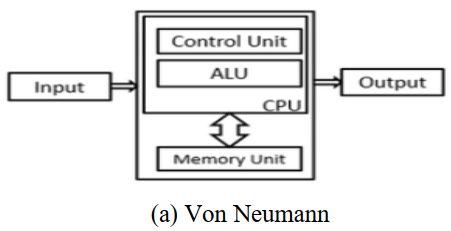 Control Unit
ALU
Input
Output
CPU
Memory Unit
(a) Von Neumann